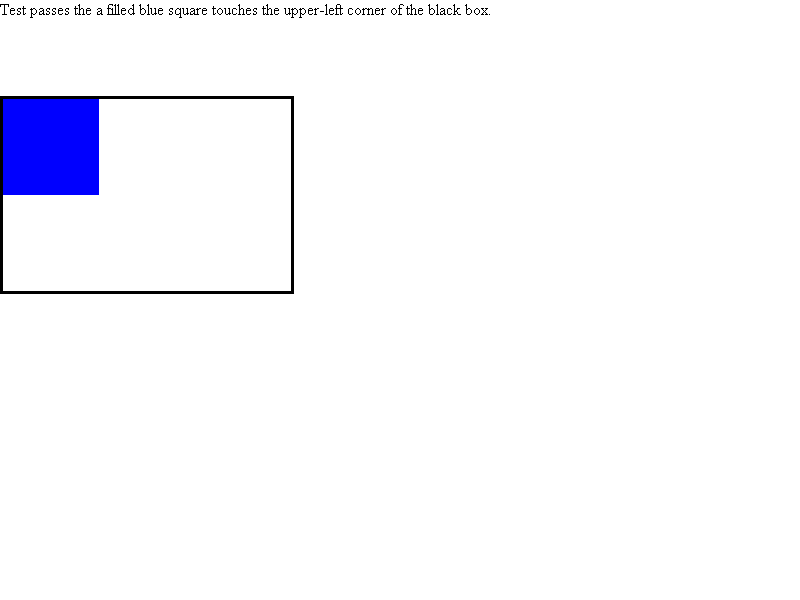 Test passes the a filled blue square touches the upper-left corner of the black box.